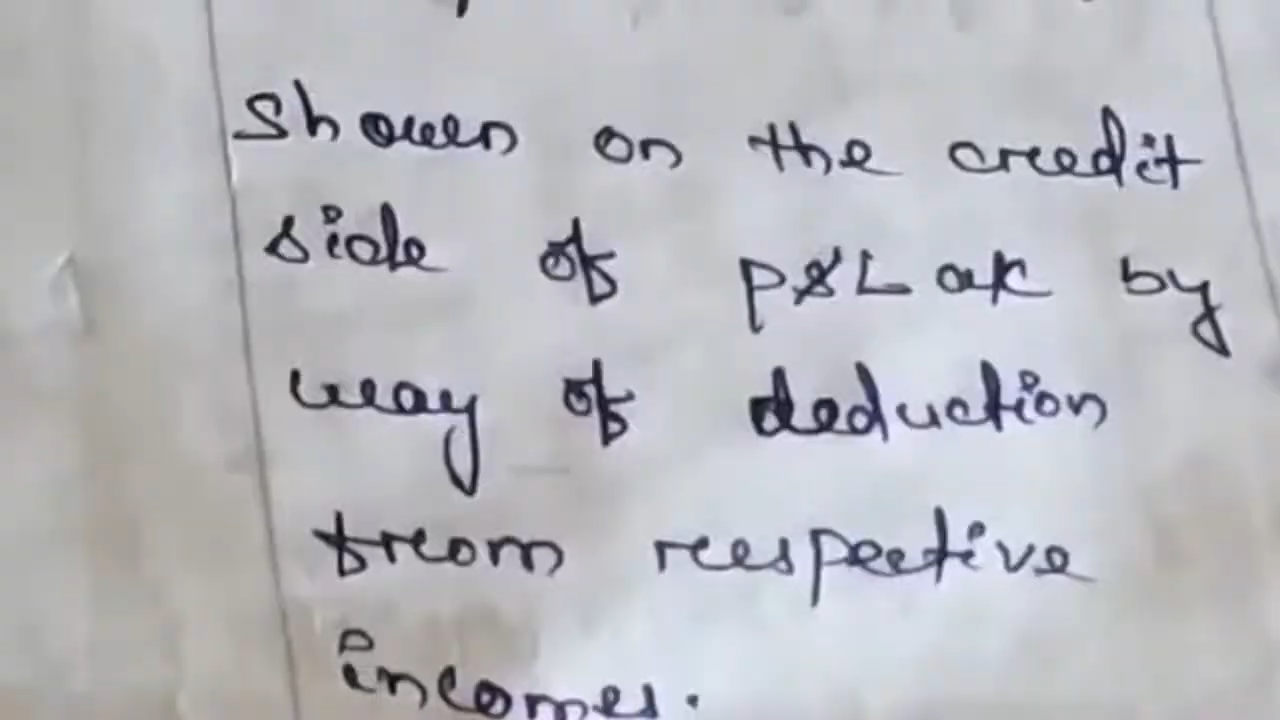 Shown on the credit
side of P&L a/c by
way of deduction
from respective
incomes.